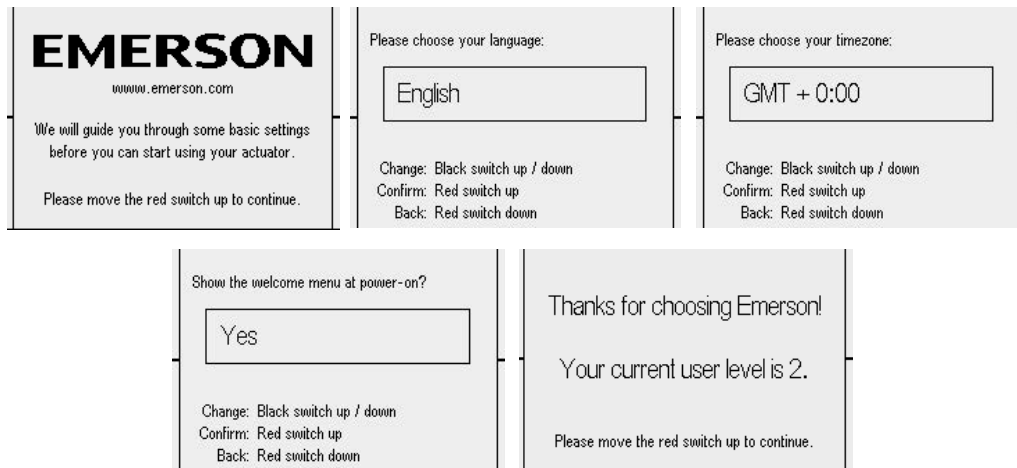 EMERSON
www.emerson.com
We will guide you through some basic settings
before you can start using your actuator.
Please move the red switch up to continue.
Please choose your language:
English
Change: Black switch up / down
Confirm: Red switch up
Back: Red switch down
Please choose your timezone:
GMT + 0:00
Change: Black switch up / down
Confirm: Red switch up
Back: Red switch down
Show the welcome menu at power-on?
Yes
Change: Black switch up / down
Confirm: Red switch up
Back: Red switch down
Thanks for choosing Emerson!
Your current user level is 2.
Please move the red switch up to continue.